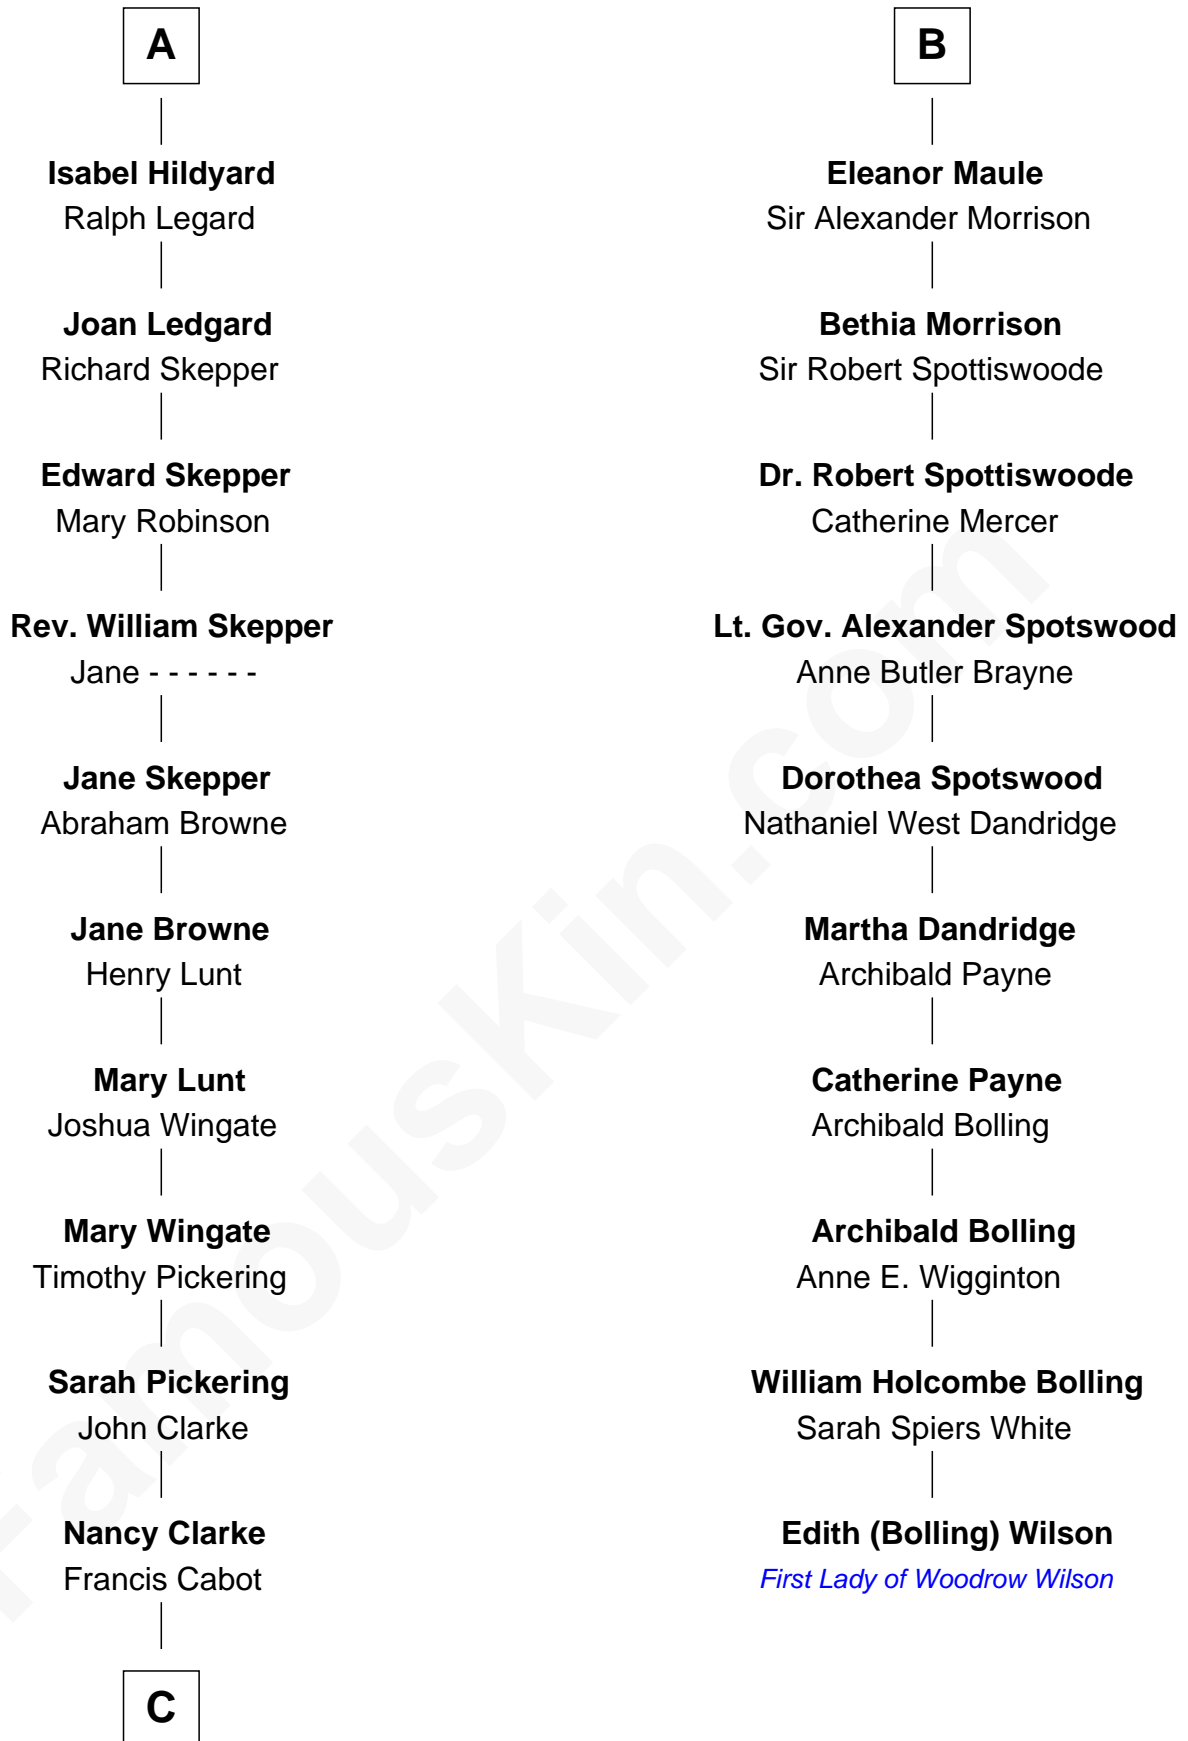 A
Isabel Hildyard
Ralph Legard
Joan Ledgard
Richard Skepper
Edward Skepper
Mary Robinson
Rev. William Skepper
Jane - - - - - -
Jane Skepper
Abraham Browne
Jane Browne
Henry Lunt
Mary Lunt
Joshua Wingate
Mary Wingate
Timothy Pickering
Sarah Pickering
John Clarke
Nancy Clarke
Francis Cabot
C
B
Eleanor Maule
Sir Alexander Morrison
Bethia Morrison
Sir Robert Spottiswoode
Dr. Robert Spottiswoode
Catherine Mercer
Lt. Gov. Alexander Spotswood
Anne Butler Brayne
Dorothea Spotswood
Nathaniel West Dandridge
Martha Dandridge
Archibald Payne
Catherine Payne
Archibald Bolling
Archibald Bolling
Anne E. Wigginton
William Holcombe Bolling
Sarah Spiers White
Edith (Bolling) Wilson
First Lady of Woodrow Wilson
FamousKin.com